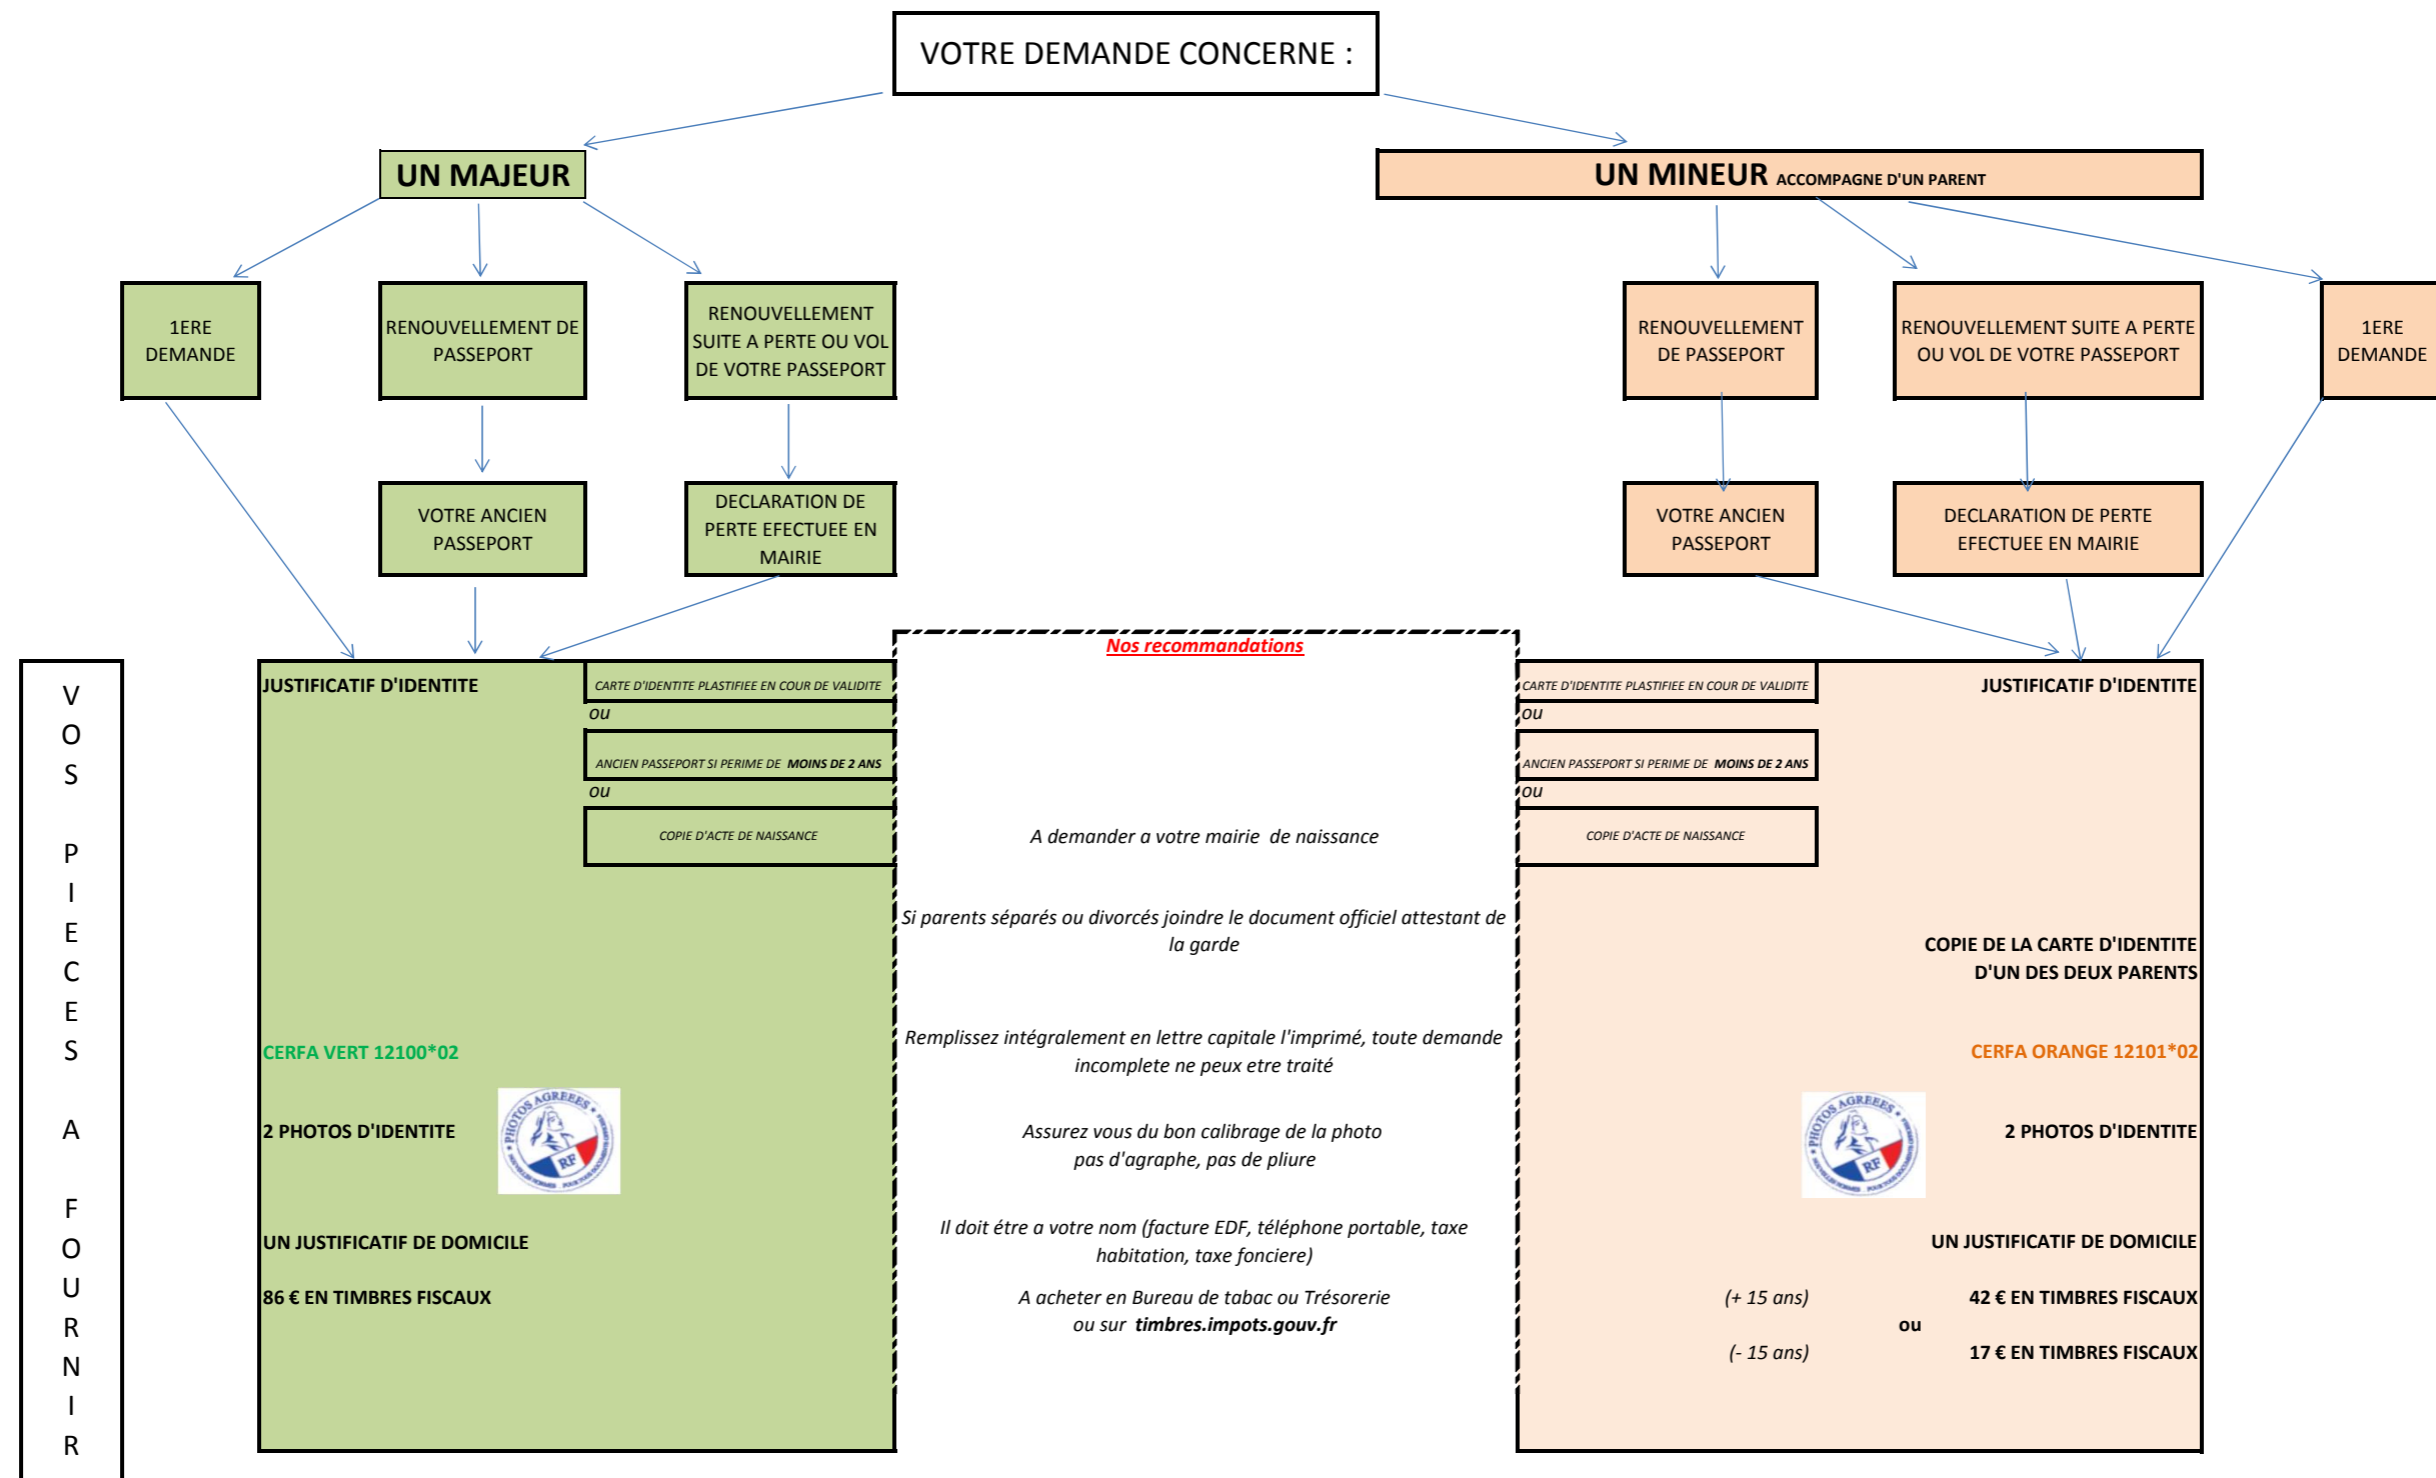 VOTRE DEMANDE CONCERNE :
UN MAJEUR
UN MINEUR ACCOMPAGNE D'UN PARENT
1ERE
DEMANDE
RENOUVELLEMENT DE
PASSEPORT
RENOUVELLEMENT
SUITE A PERTE OU VOL
DE VOTRE PASSEPORT
RENOUVELLEMENT
DE PASSEPORT
RENOUVELLEMENT SUITE A PERTE
OU VOL DE VOTRE PASSEPORT
1ERE
DEMANDE
VOTRE ANCIEN
PASSEPORT
DECLARATION DE
PERTE EFECTUEE EN
MAIRIE
VOTRE ANCIEN
PASSEPORT
DECLARATION DE PERTE
EFECTUEE EN MAIRIE
VOS PIECES A FOURNIR
JUSTIFICATIF D'IDENTITE
CARTE D'IDENTITE PLASTIFIEE EN COUR DE VALIDITE
ou
ANCIEN PASSEPORT SI PERIME DE MOINS DE 2 ANS
ou
COPIE D'ACTE DE NAISSANCE
CERFA VERT 12100*02
2 PHOTOS D'IDENTITE
PHOTOS AGREEES
RF
UN JUSTIFICATIF DE DOMICILE
86 € EN TIMBRES FISCAUX
Nos recommandations
A demander a votre mairie de naissance
Si parents séparés ou divorcés joindre le document officiel attestant de
la garde
Remplissez intégralement en lettre capitale l'imprimé, toute demande
incomplete ne peux etre traité
Assurez vous du bon calibrage de la photo
pas d'agraphe, pas de pliure
Il doit étre a votre nom (facture EDF, téléphone portable, taxe
habitation, taxe fonciere)
A acheter en Bureau de tabac ou Trésorerie
ou sur timbres.impots.gouv.fr
CARTE D'IDENTITE PLASTIFIEE EN COUR DE VALIDITE
JUSTIFICATIF D'IDENTITE
ou
ANCIEN PASSEPORT SI PERIME DE MOINS DE 2 ANS
ou
COPIE D'ACTE DE NAISSANCE
COPIE DE LA CARTE D'IDENTITE
D'UN DES DEUX PARENTS
CERFA ORANGE 12101*02
PHOTOS AGREEES
RF
2 PHOTOS D'IDENTITE
UN JUSTIFICATIF DE DOMICILE
(+ 15 ans) 42 € EN TIMBRES FISCAUX
ou
(- 15 ans) 17 € EN TIMBRES FISCAUX